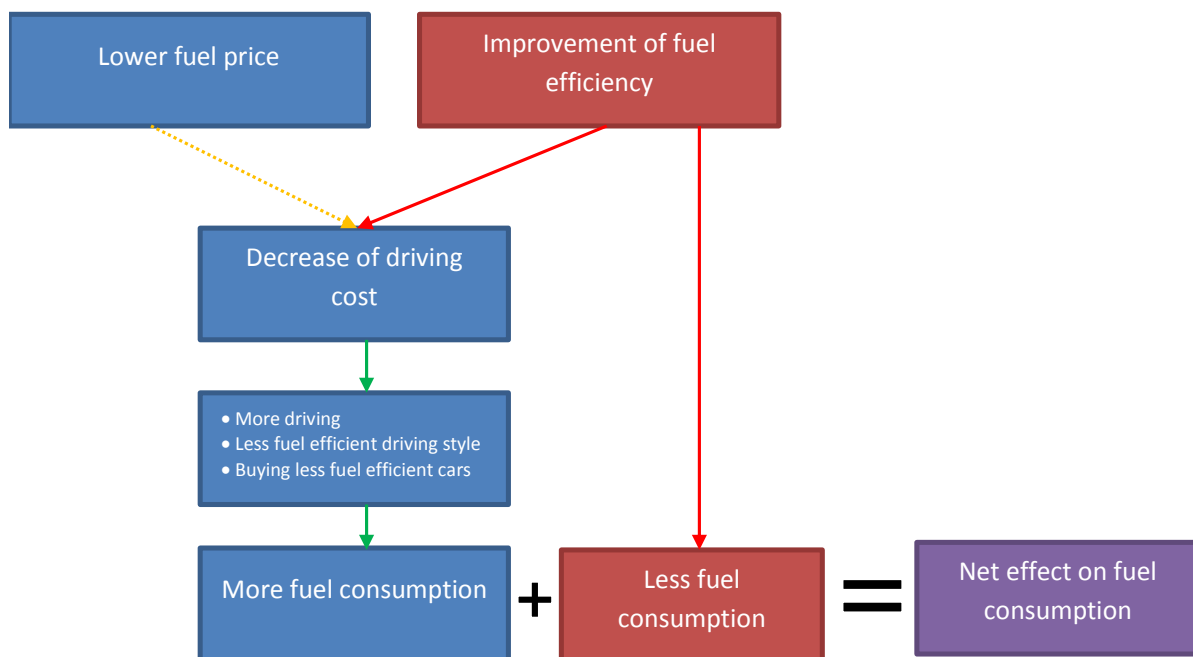 Lower fuel price
Improvement of fuel
efficiency
Decrease of driving
cost
• More driving
• Less fuel efficient driving style
• Buying less fuel efficient cars
More fuel consumption
+
Less fuel
consumption
=
Net effect on fuel
consumption